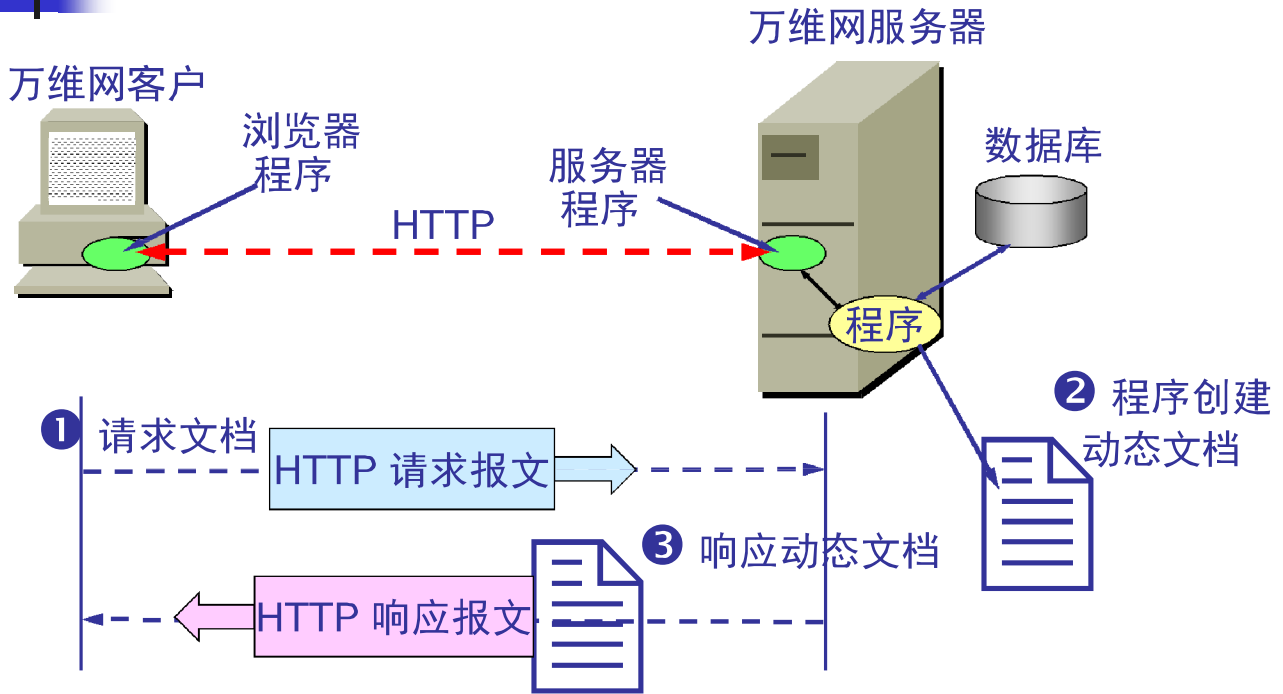 万维网服务器
万维网客户
浏览器
程序
服务器
程序
数据库
HTTP
程序
❶ 请求文档
HTTP 请求报文
❷ 程序创建
动态文档
❸ 响应动态文档
HTTP 响应报文